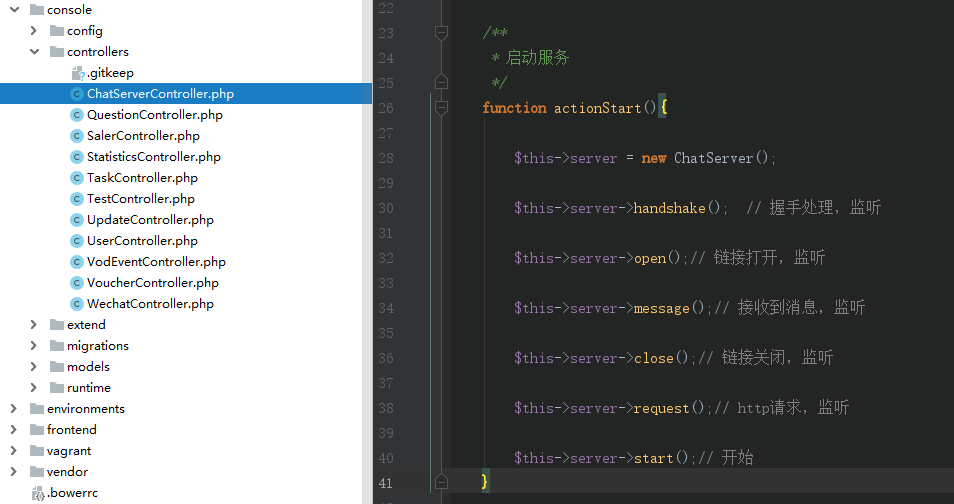 console
config
controllers
.gitkeep
ChatServerController.php
QuestionController.php
SalerController.php
StatisticsController.php
TaskController.php
TestController.php
UpdateController.php
UserController.php
VodEventController.php
VoucherController.php
WechatController.php
extend
migrations
models
runtime
environments
frontend
vagrant
vendor
.bowerrc
22
23 /**
24 * 启动服务
25 */
26 function actionStart(){
27
28 $this->server = new ChatServer();
29
30 $this->server->handshake(); // 握手处理，监听
31
32 $this->server->open();// 链接打开，监听
33
34 $this->server->message();// 接收到消息，监听
35
36 $this->server->close();// 链接关闭，监听
37
38 $this->server->request();// http请求，监听
39
40 $this->server->start();// 开始
41 }